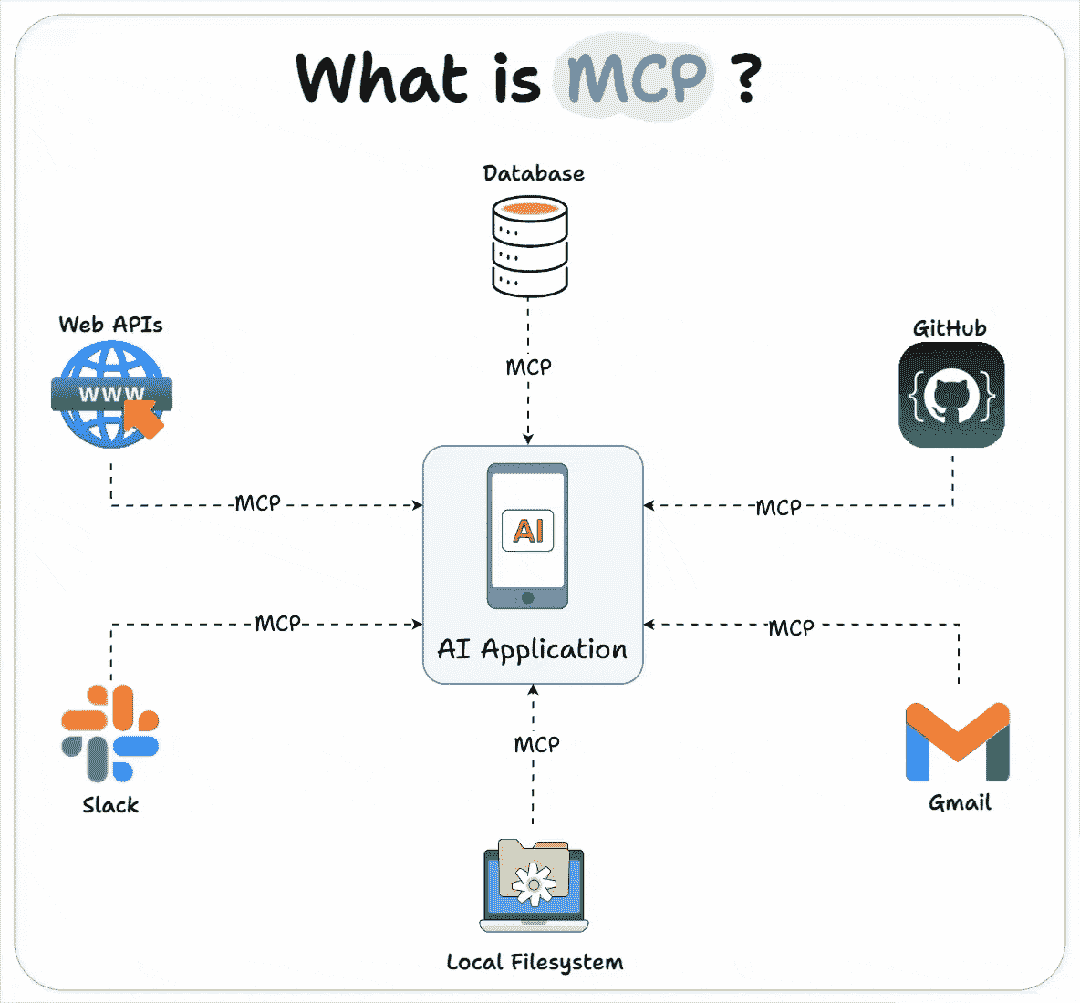 What is MCP ?
Database
Web APIs
GitHub
WWW
MCP
MCP
MCP
AI
MCP
MCP
AI Application
MCP
Slack
Gmail
Local Filesystem